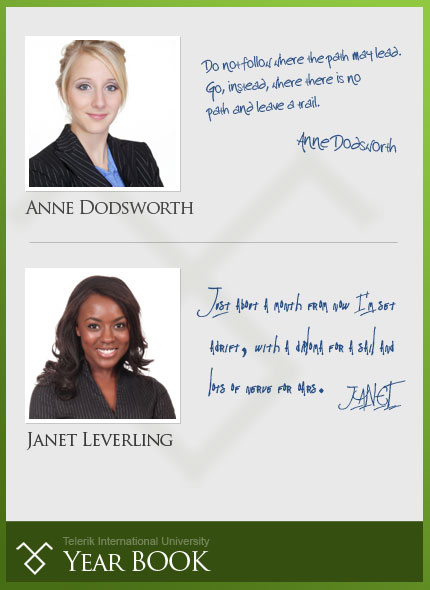 Do not follow where the path may lead.
Go, instead, where there is no
path and leave a trail.
Anne Dodsworth
ANNE DODSWORTH
Just about a month from now I'm set
adrift, with a diploma for a sail and
lots of nerve for oars.
JANET
JANET LEVERLING
Telerik International University
YEAR BOOK